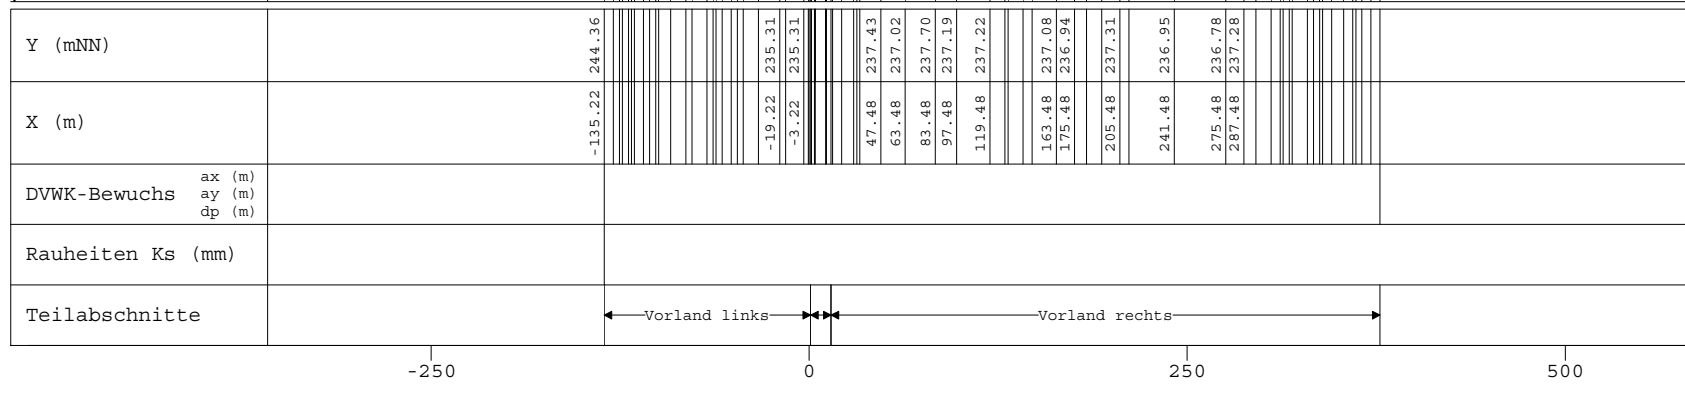 Y (mNN) 244.36 235.31 235.31 237.43 237.02 237.70 237.19 237.22 237.08 236.94 237.31 236.95 236.78 237.28
X (m) -135.22 -19.22 -3.22 47.48 63.48 83.48 97.48 119.48 163.48 175.48 205.48 241.48 275.48 287.48
DVWK-Bewuchs ax (m)
ay (m)
dp (m)
Rauheiten Ks (mm)
Teilabschnitte Vorland links Vorland rechts
-250 0 250 500